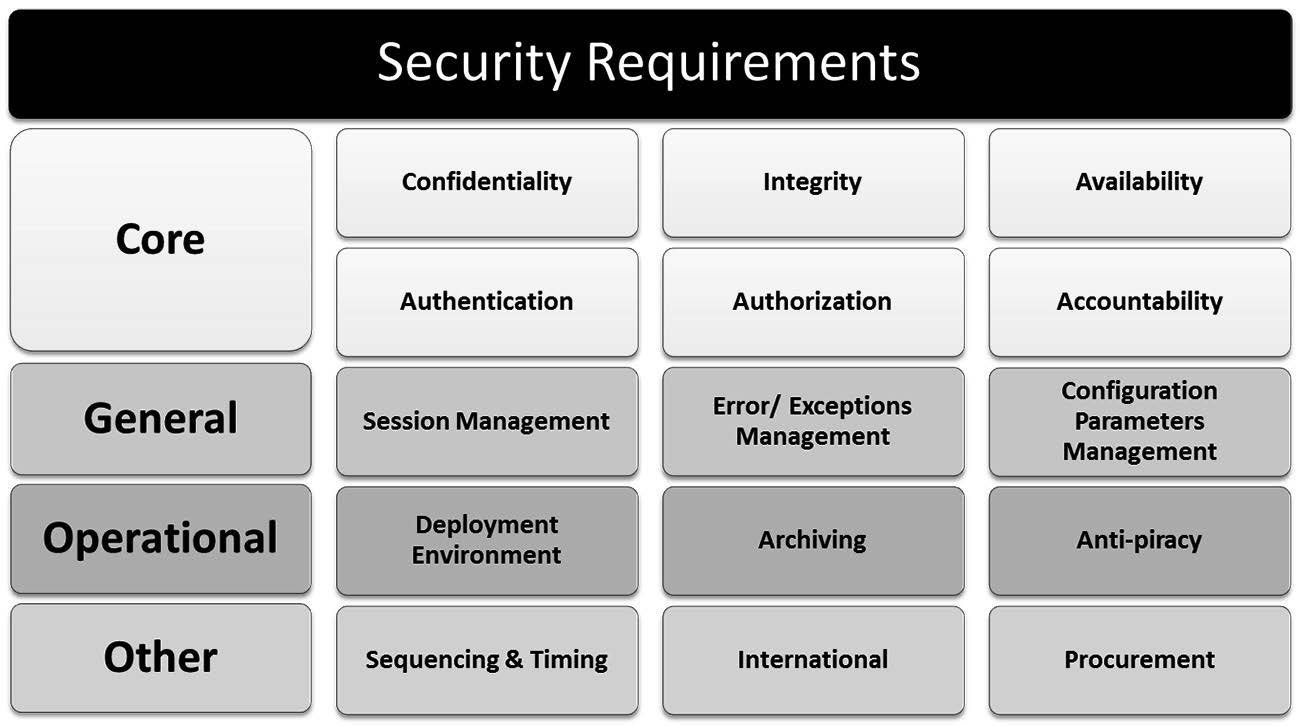 Security Requirements
Core
Confidentiality
Integrity
Availability
Authentication
Authorization
Accountability
General
Session Management
Error/ Exceptions
Management
Configuration
Parameters
Management
Operational
Deployment
Environment
Archiving
Anti-piracy
Other
Sequencing & Timing
International
Procurement